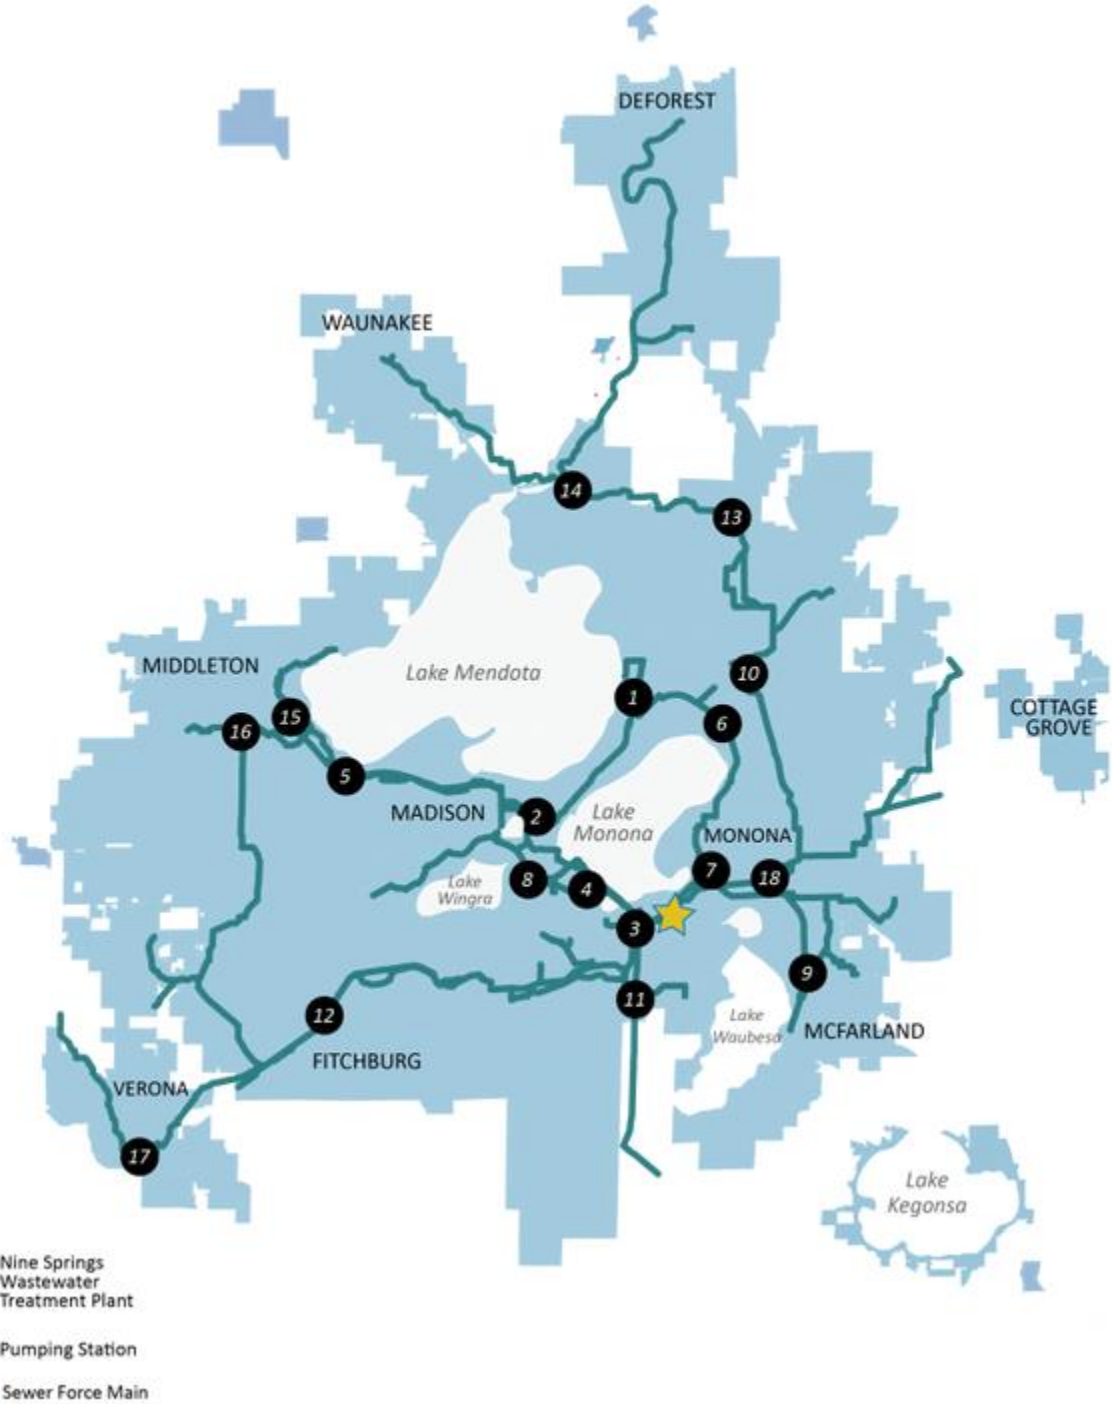 DEFOREST
WAUNAKEE
14
13
MIDDLETON
Lake Mendota
10
1
15
16
6
COTTAGE
GROVE
5
MADISON
2
Lake
Monona
MONONA
7
18
8
4
Lake
Wingra
3
9
11
12
Lake
Waubesa
MCFARLAND
FITCHBURG
VERONA
17
Lake
Kegonsa
Nine Springs
Wastewater
Treatment Plant
Pumping Station
Sewer Force Main